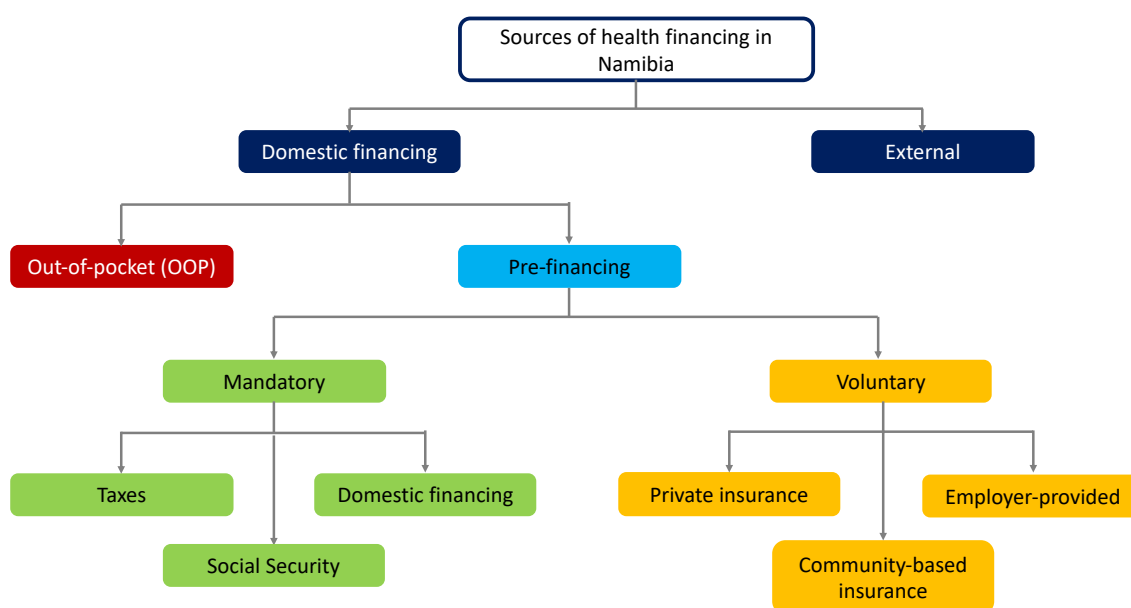 Sources of health financing in
Namibia
Domestic financing
External
Out-of-pocket (OOP)
Pre-financing
Mandatory
Voluntary
Taxes
Domestic financing
Private insurance
Employer-provided
Social Security
Community-based
insurance